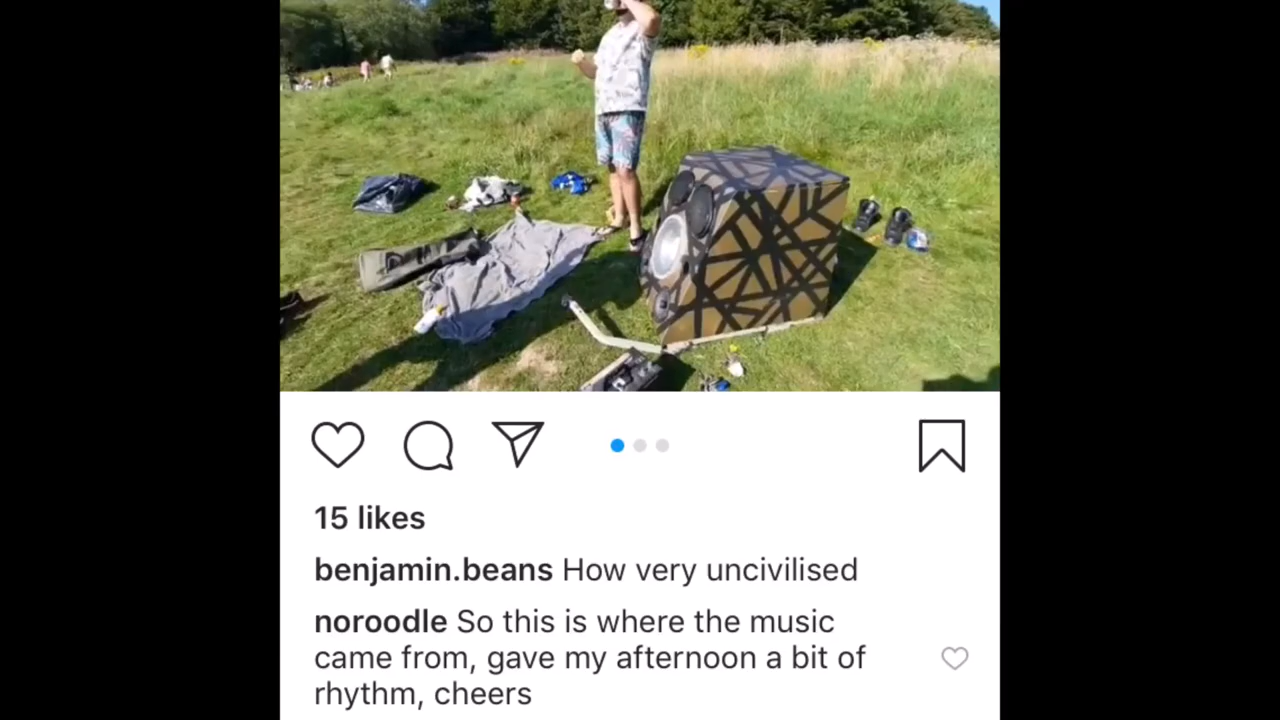 15 likes
benjamin.beans How very uncivilised
noroodle So this is where the music
came from, gave my afternoon a bit of
rhythm, cheers